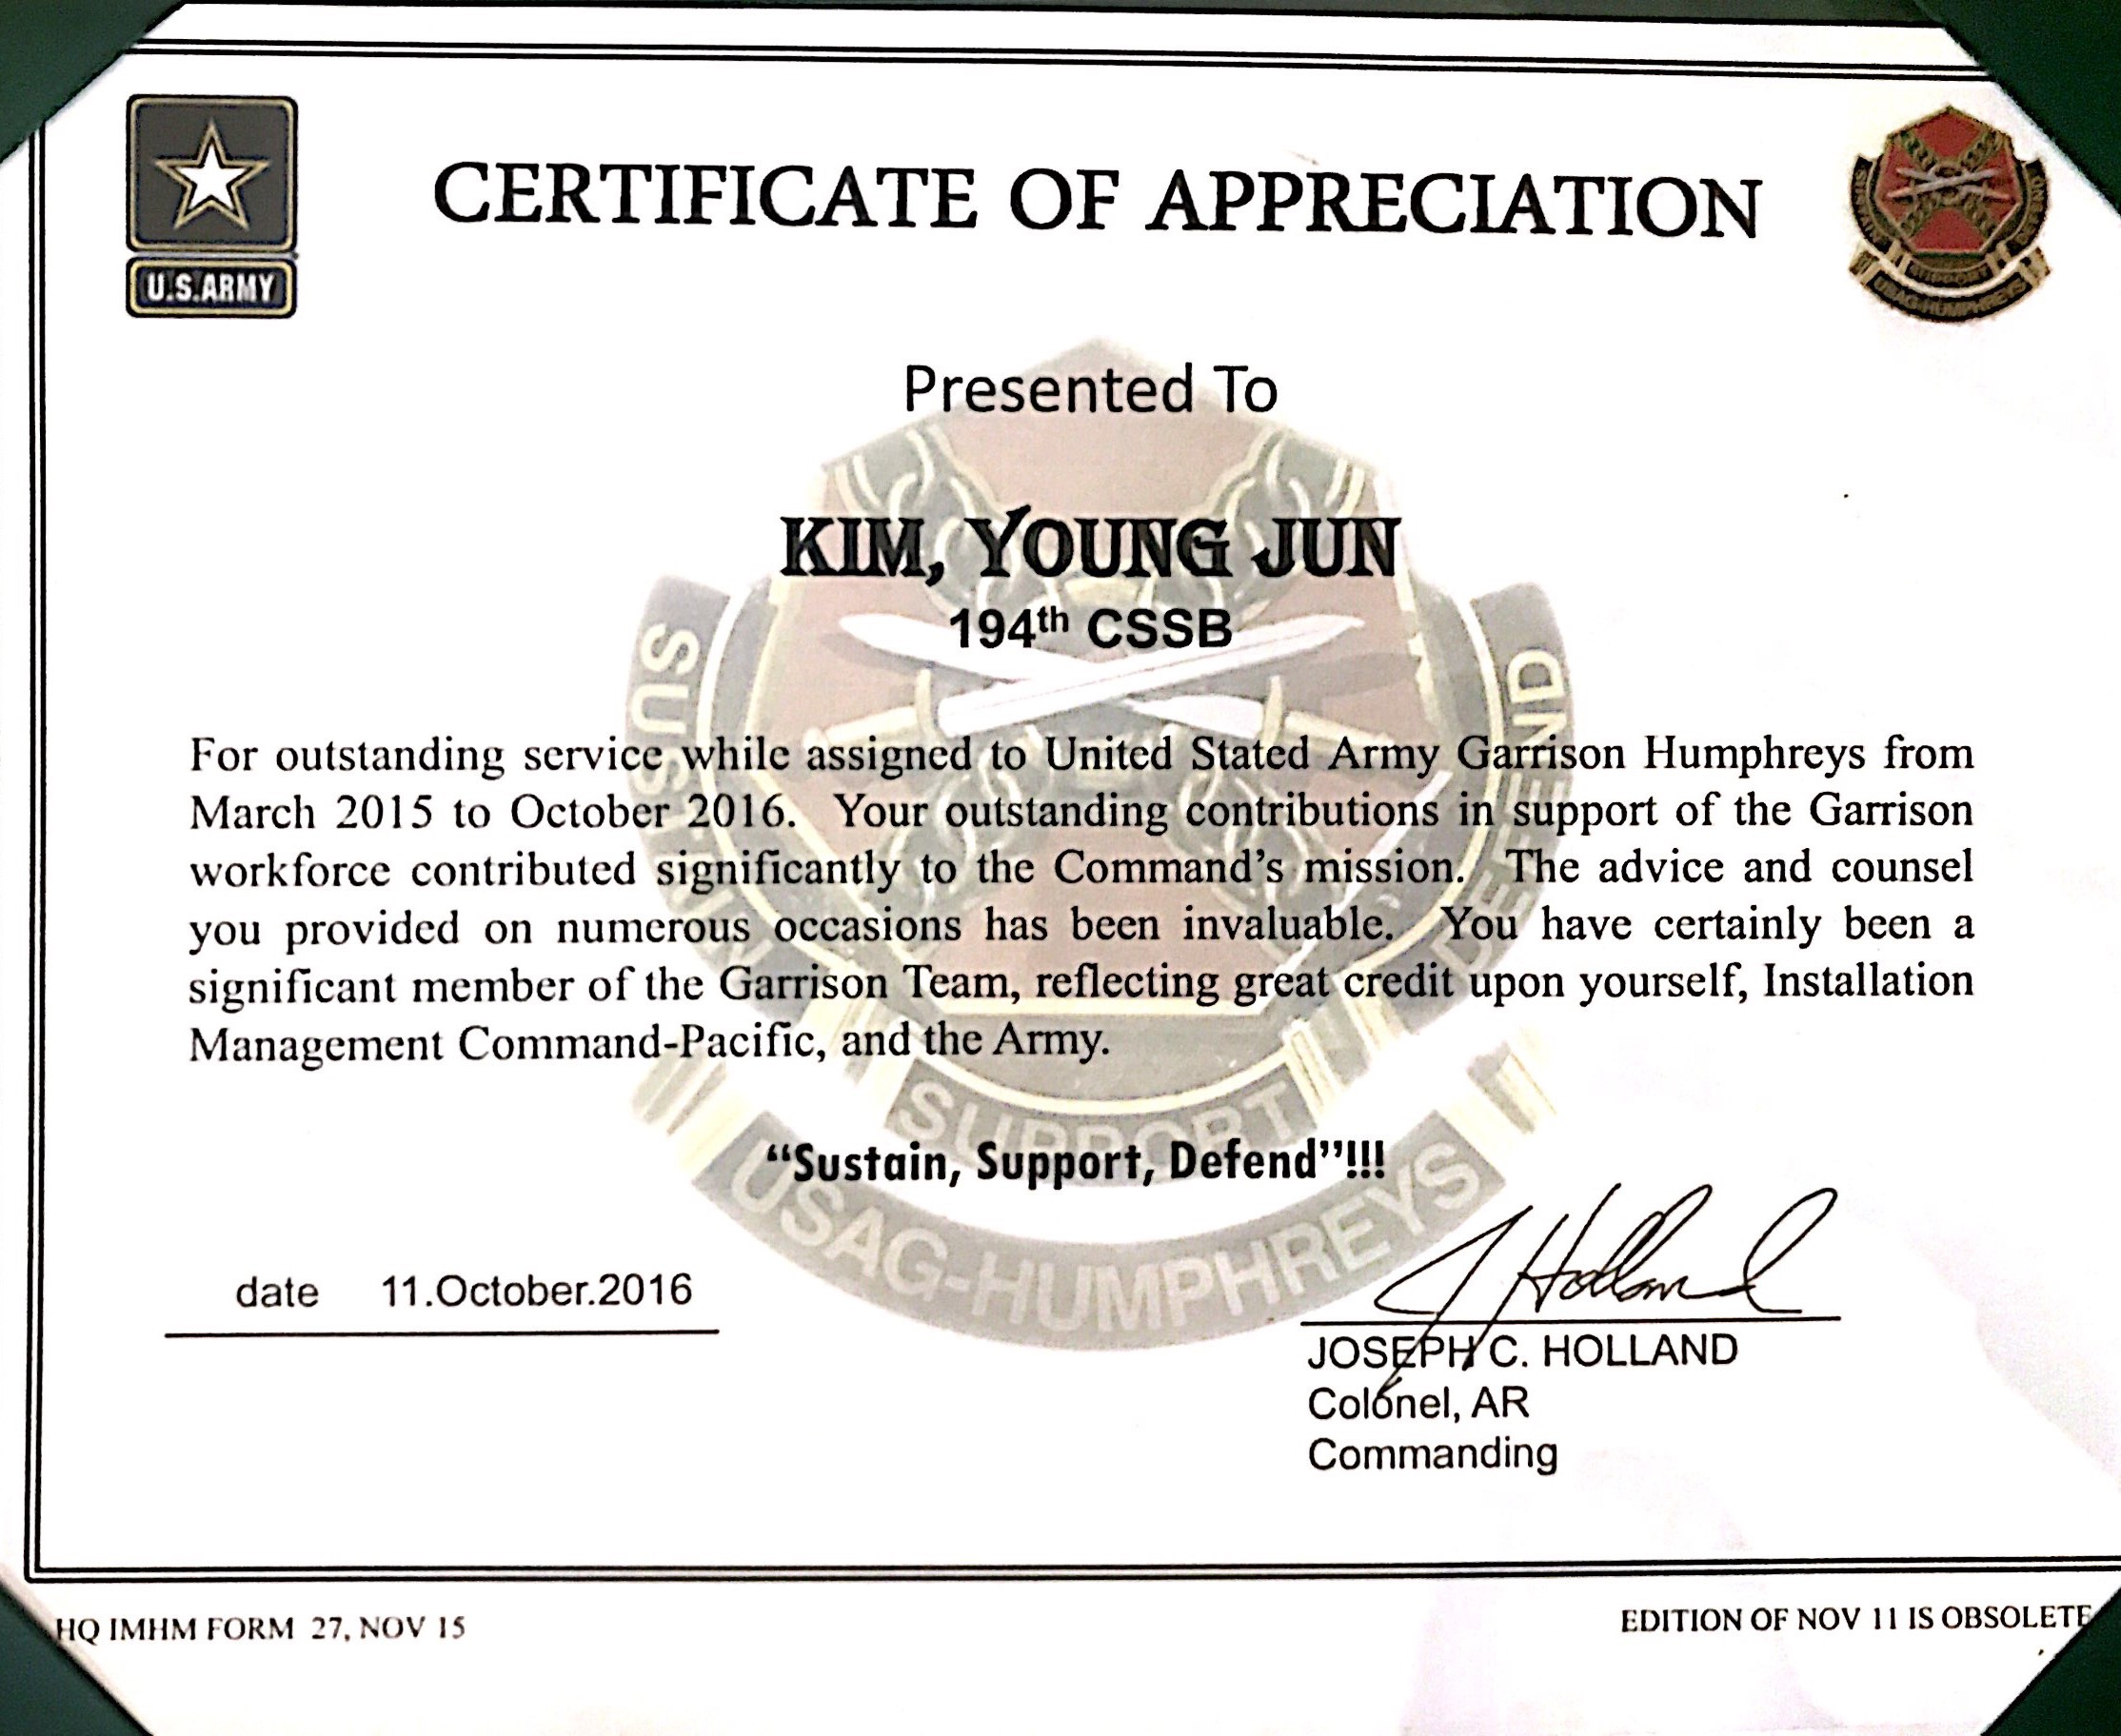 U.S.ARMY
CERTIFICATE OF APPRECIATION
SUSTAIN
SUPPORT
DEFEND
USAG-HUMPHREYS
Presented To
KIM, YOUNG JUN
194th CSSB
For outstanding service while assigned to United Stated Army Garrison Humphreys from
March 2015 to October 2016. Your outstanding contributions in support of the Garrison
workforce contributed significantly to the Command's mission. The advice and counsel
you provided on numerous occasions has been invaluable. You have certainly been a
significant member of the Garrison Team, reflecting great credit upon yourself, Installation
Management Command-Pacific, and the Army.
SUSTAIN
SUPPORT
DEFEND
USAG-HUMPHREYS
“Sustain, Support, Defend”!!!
date 11.October.2016
J Holland
JOSEPH C. HOLLAND
Colonel, AR
Commanding
HQ IMHM FORM 27, NOV 15
EDITION OF NOV 11 IS OBSOLETE